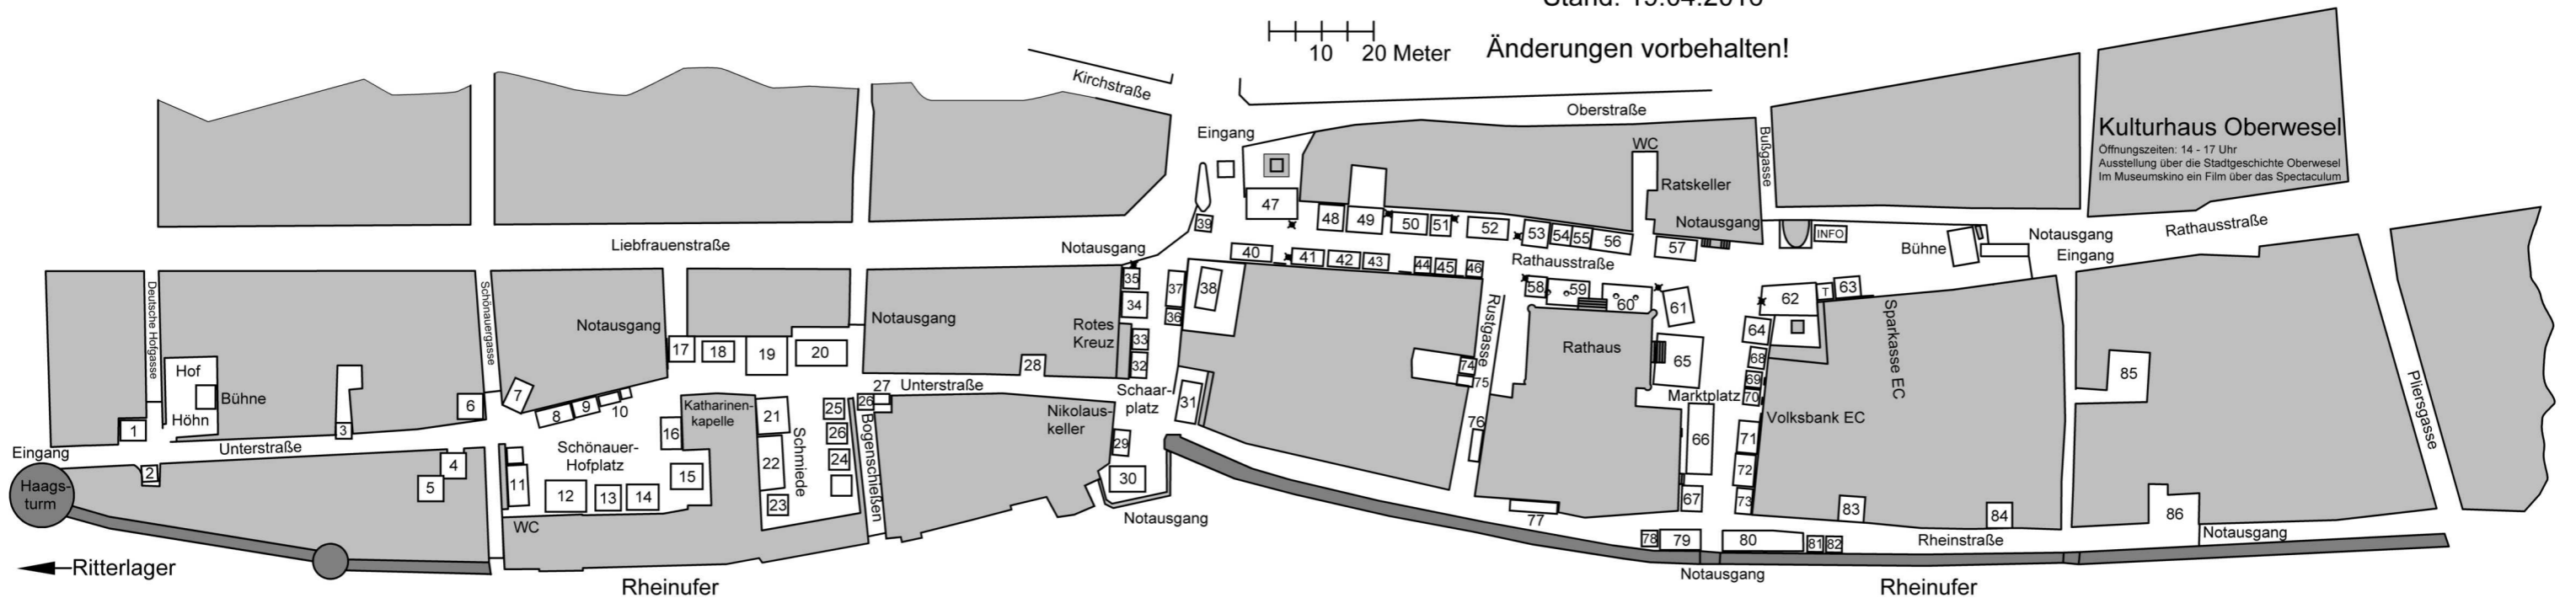 10 20 Meter
Änderungen vorbehalten!
Kirchstraße
Oberstraße
Eingang
WC
Bußgasse
Kulturhaus Oberwesel
Öffnungszeiten: 14 - 17 Uhr
Ausstellung über die Stadtgeschichte Oberwesel
Im Museumskino ein Film über das Spectaculum
Ratskeller
Notausgang
47
48
49
50
51
52
53
54
55
56
57
INFO
Bühne
Notausgang
Eingang
Rathausstraße
39
Liebfrauenstraße
Notausgang
40
41
42
43
44
45
46
Rathausstraße
35
34
33
32
37
36
38
58
59
60
61
62
T
63
64
65
Deutsche Hofgasse
Schönauergasse
Notausgang
Notausgang
Rotes
Kreuz
Rustgasse
Rathaus
Sparkasse EC
Pliersgasse
17
18
19
20
28
74
75
76
68
69
70
85
Hof
Höhn
Bühne
6
7
8
9
10
27
Unterstraße
Schaar-
platz
31
Marktplatz
Volksbank EC
1
3
Katharinen-
kapelle
21
25
26
26
Nikolaus-
keller
66
71
72
73
Eingang
Unterstraße
16
Schönauer-
Hofplatz
Schmiede
Bogenschießen
29
2
4
5
11
12
13
14
15
22
24
23
30
67
Haags-
turm
WC
Notausgang
77
83
84
86
78
79
80
81
82
Rheinstraße
Notausgang
Ritterlager
Rheinufer
Notausgang
Rheinufer